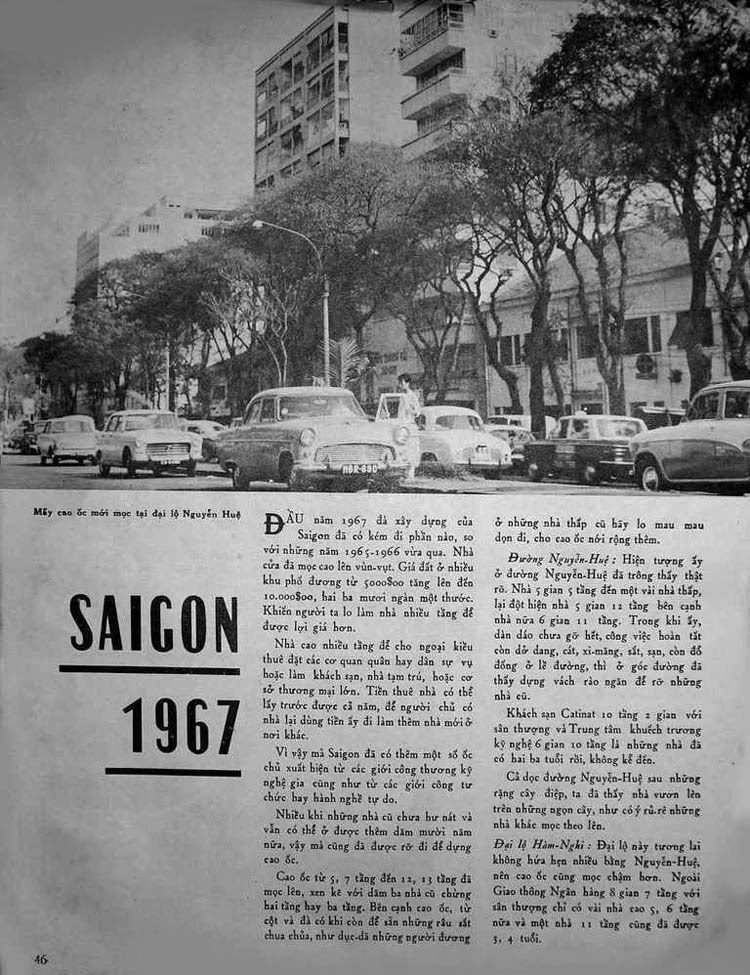 NBR-690
Mấy cao ốc mới mọc tại đại lộ Nguyễn Huệ
SAIGON
1967
ĐẦU năm 1967 đà xây dựng của
Saigon đã có kém đi phần nào, so
với những năm 1965-1966 vừa qua. Nhà
cửa đã mọc cao lên vùn-vụt. Giá đất ở nhiều
khu phố đương từ 5000$00 tăng lên đến
10.000$00, hai ba mươi ngàn một thước.
Khiến người ta lo làm nhà nhiều tầng để
được lợi giá hơn.
Nhà cao nhiều tầng để cho ngoại kiều
thuê đặt các cơ quan quân hay dân sự vụ
hoặc làm khách sạn, nhà tạm trú, hoặc cơ
sở thương mại lớn. Tiền thuê nhà có thể
lấy trước được cả năm, để người chủ có
nhà lại dùng tiền ấy đi làm thêm nhà mới ở
nơi khác.
Vì vậy mà Saigon đã có thêm một số ốc
chủ xuất hiện từ các giới công thương kỹ
nghệ gia cũng như từ các giới công tư
chức hay hành nghề tự do.
Nhiều khi những nhà cũ chưa hư nát và
vẫn có thể ở được thêm dăm mười năm
nữa, vậy mà cũng đã được rỡ đi để dựng
cao ốc.
Cao ốc từ 5, 7 tầng đến 12, 13 tầng đã
mọc lên, xen kẽ với dăm ba nhà cũ chừng
hai tầng hay ba tầng. Bên cạnh cao ốc, từ
cột và đà có khi còn để sẵn những râu sắt
chua chủa, như dục-dã những người đương
ở những nhà thấp cũ hãy lo mau mau
dọn đi, cho cao ốc nới rộng thêm.
Đường Nguyễn-Huệ : Hiện tượng ấy
ở đường Nguyễn-Huệ đã trông thấy thật
rõ. Nhà 5 gian 5 tầng đến một vài nhà thấp,
lại đột hiện nhà 5 gian 12 tầng bên cạnh
nhà nữa 6 gian 11 tầng. Trong khi ấy,
dàn dáo chưa gỡ hết, công việc hoàn tất
còn dở dang, cát, xi-măng, sắt, sạn, còn đổ
đống ở lề đường, thì ở góc đường đã
thấy dựng vách rào ngăn để rỡ những
nhà cũ.
Khách sạn Catinat 10 tầng 2 gian với
sân thượng và Trung tâm khuếch trương
kỹ nghệ 6 gian 10 tầng là những nhà đã
có hai ba tuổi rồi, không kể đến.
Cả dọc đường Nguyễn-Huệ sau những
rặng cây điệp, ta đã thấy nhà vươn lên
trên những ngọn cây, như có ý rủ-rê những
nhà khác mọc theo lên.
Đại lộ Hàm-Nghi : Đại lộ này tương lai
không hứa hẹn nhiều bằng Nguyễn-Huệ,
nên cao ốc cũng mọc chậm hơn. Ngoài
Giao thông Ngân hàng 8 gian 7 tầng với
sân thượng chỉ có vài nhà cao 5, 6 tầng
nữa và một nhà 11 tầng cũng đã được
3, 4 tuổi.
46